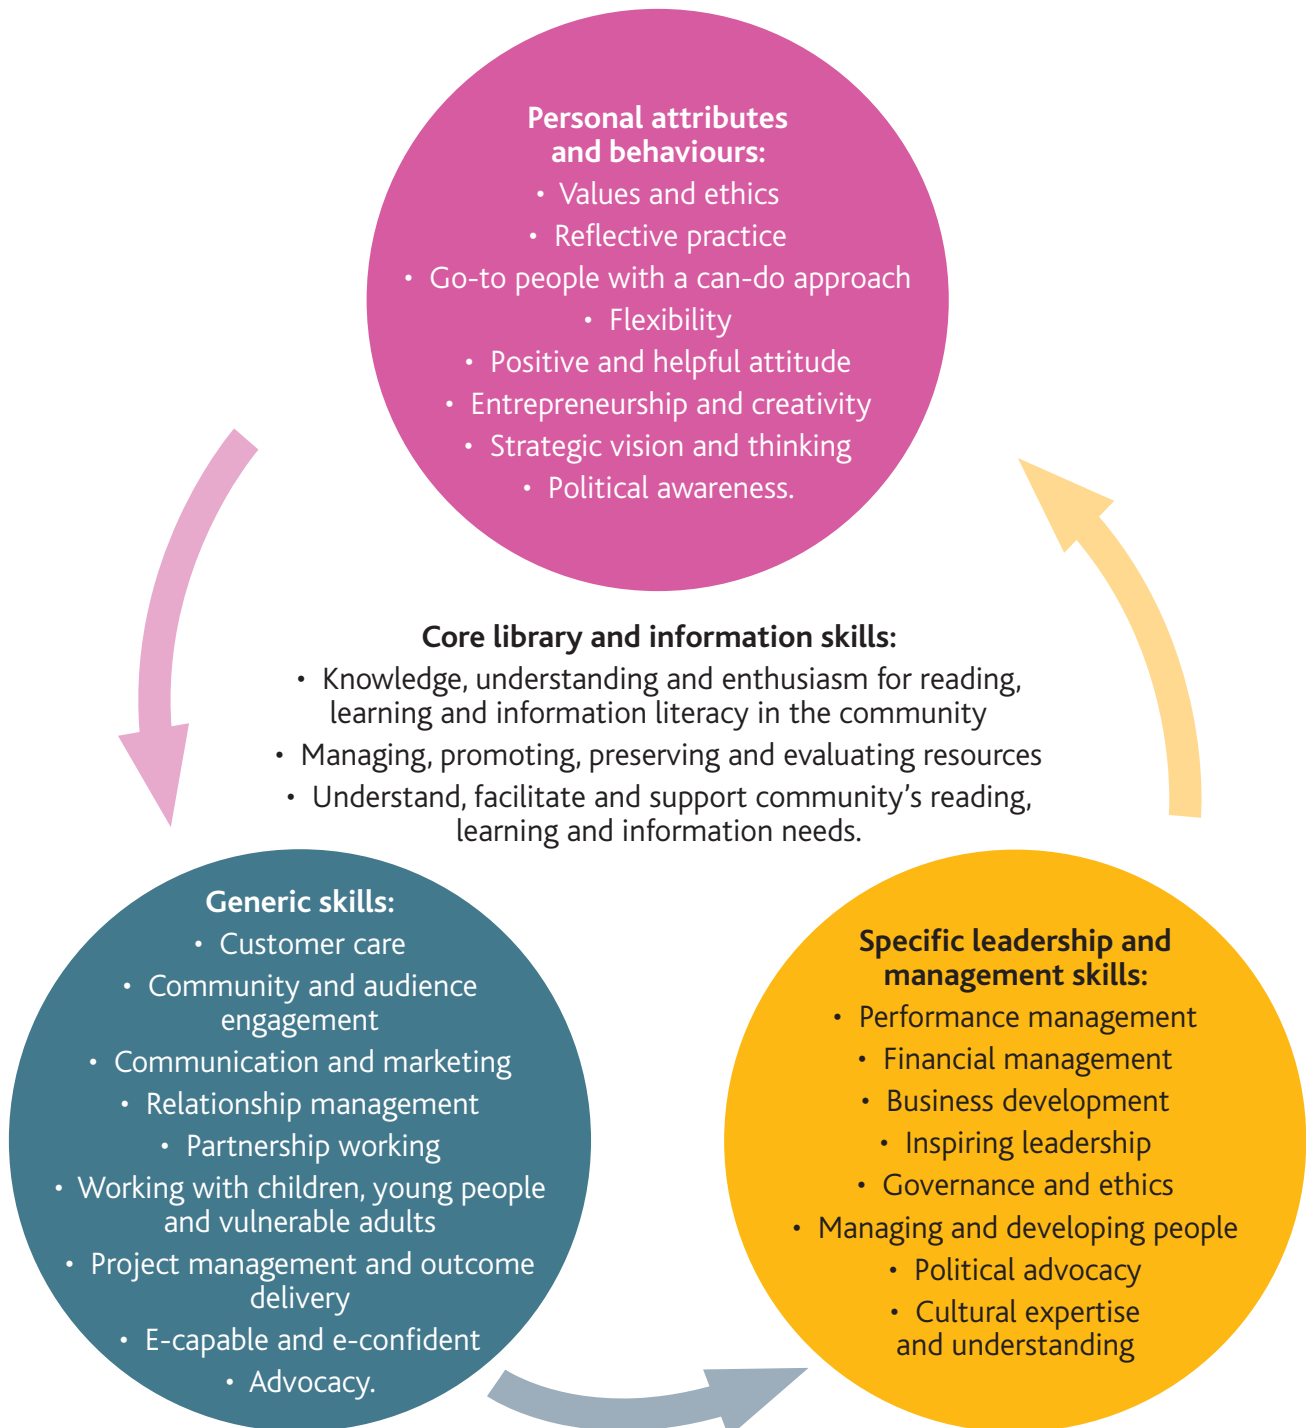 Personal attributes
and behaviours:
• Values and ethics
• Reflective practice
• Go-to people with a can-do approach
• Flexibility
• Positive and helpful attitude
• Entrepreneurship and creativity
• Strategic vision and thinking
• Political awareness.
Core library and information skills:
• Knowledge, understanding and enthusiasm for reading,
learning and information literacy in the community
• Managing, promoting, preserving and evaluating resources
• Understand, facilitate and support community’s reading,
learning and information needs.
Generic skills:
• Customer care
• Community and audience
engagement
• Communication and marketing
• Relationship management
• Partnership working
• Working with children, young people
and vulnerable adults
• Project management and outcome
delivery
• E-capable and e-confident
• Advocacy.
Specific leadership and
management skills:
• Performance management
• Financial management
• Business development
• Inspiring leadership
• Governance and ethics
• Managing and developing people
• Political advocacy
• Cultural expertise
and understanding